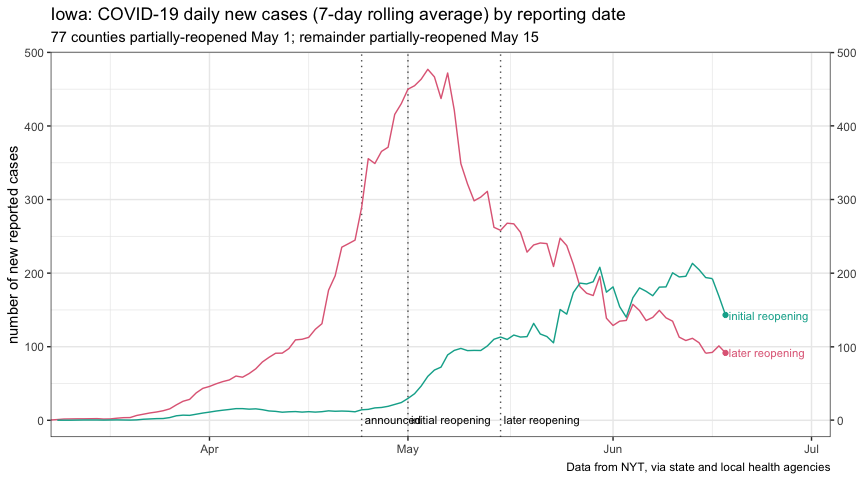 Iowa: COVID-19 daily new cases (7-day rolling average) by reporting date
77 counties partially-reopened May 1; remainder partially-reopened May 15
number of new reported cases
500
400
300
200
100
0
500
400
300
200
100
0
initial reopening
later reopening
announced
initial reopening
later reopening
Apr
May
Jun
Jul
Data from NYT, via state and local health agencies